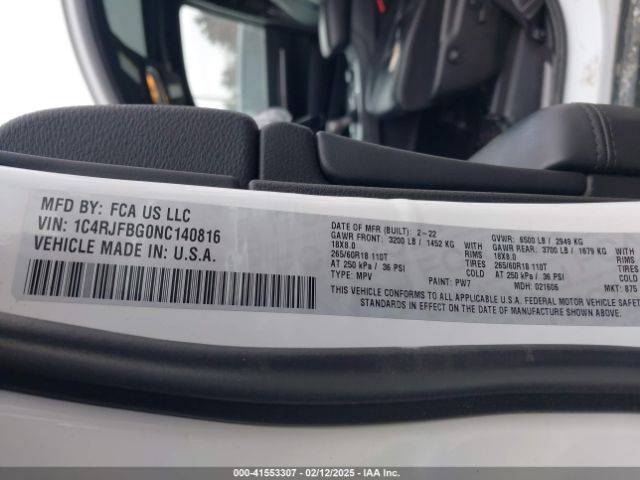 MFD BY: FCA US LLC
VIN: 1C4RJFBG0NC140816
VEHICLE MADE IN: U.S.A.
DATE OF MFR (BUILT): 2-22 GVWR: 6500 LB / 2949 KG
GAWR FRONT: 3200 LB / 1452 KG GAWR REAR: 3700 LB / 1679 KG
18X8.0 RIMS 18X8.0 RIMS
265/60R18 110T TIRES 265/60R18 110T TIRES
AT 250 kPa / 36 PSI COLD AT 250 kPa / 36 PSI COLD
TYPE: MPV PAINT: PW7 MDH: 021606 MKT: 875
THIS VEHICLE CONFORMS TO ALL APPLICABLE U.S.A. FEDERAL MOTOR VEHICLE SAFET
STANDARDS IN EFFECT ON THE DATE OF MANUFACTURE SHOWN ABOVE.
000-41553307 - 02/12/2025 - IAAI.COM